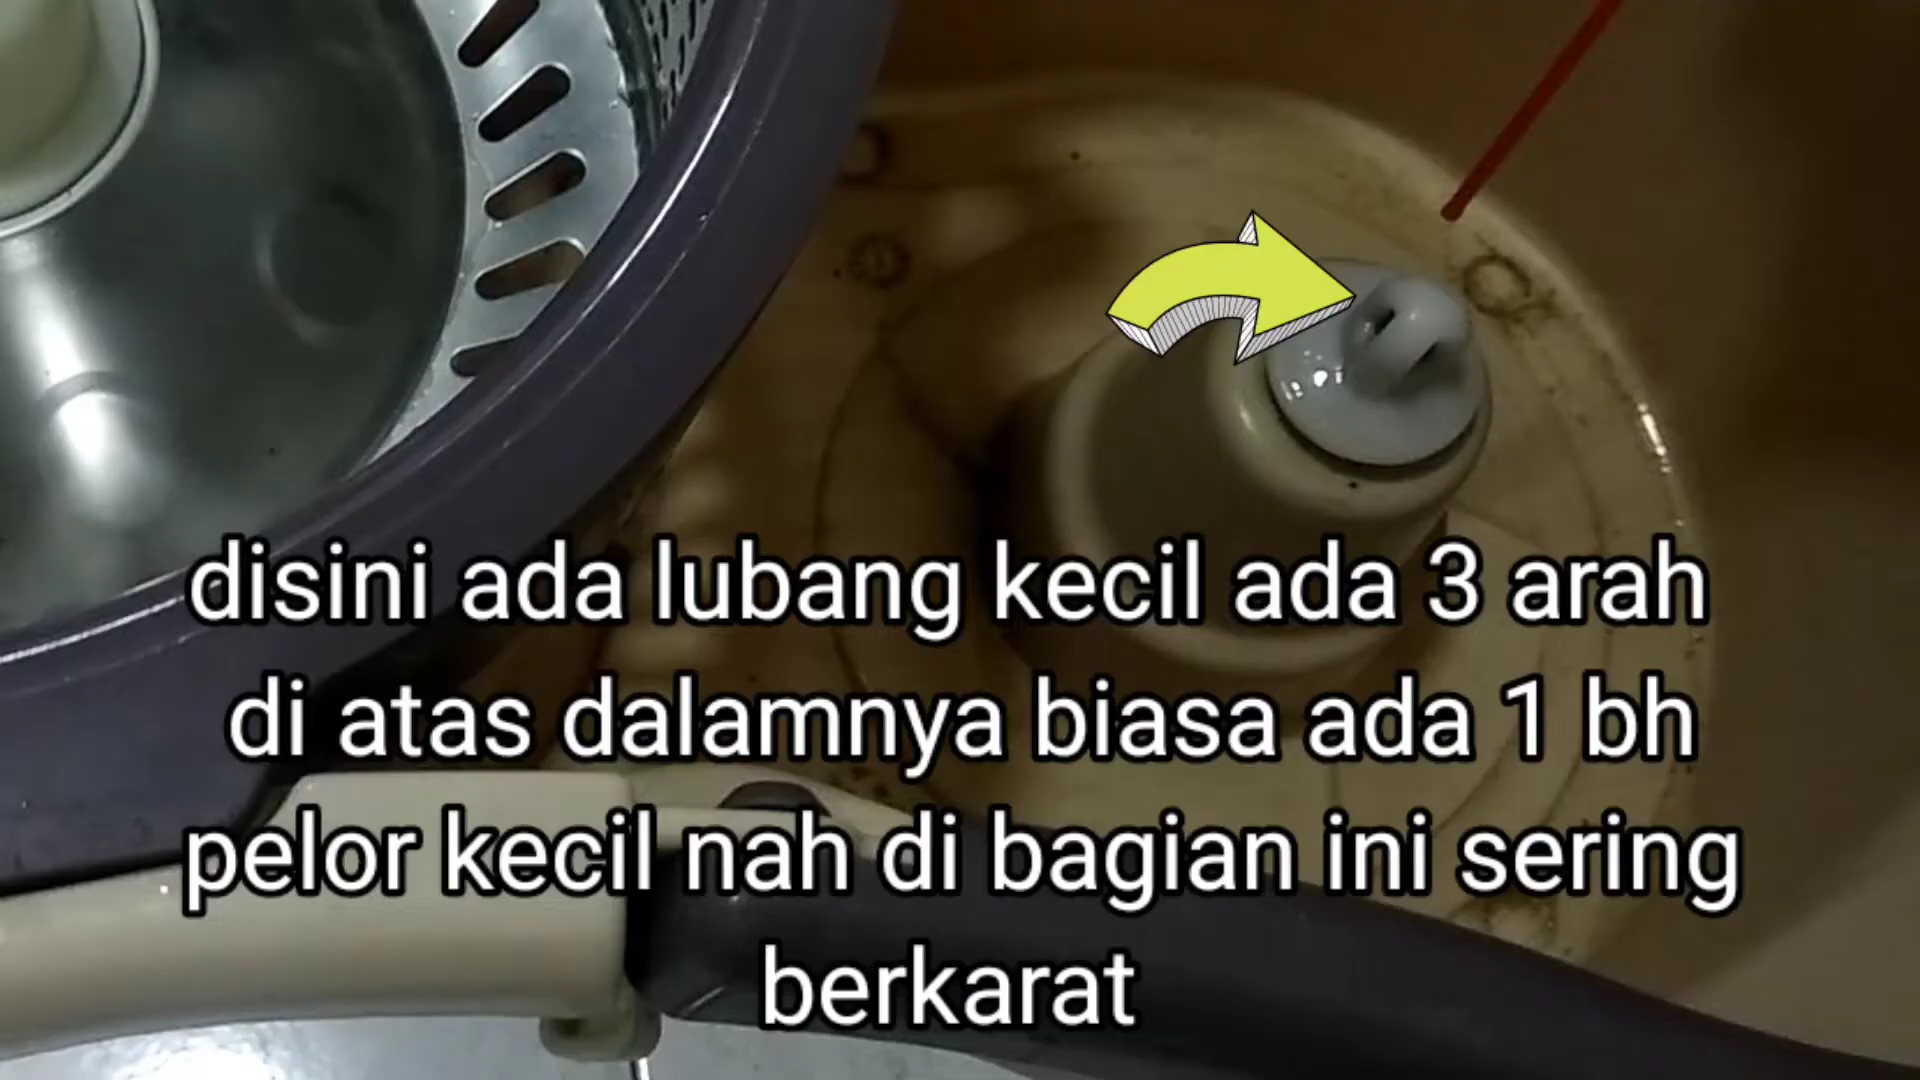 disini ada lubang kecil ada 3 arah
di atas dalamnya biasa ada 1 bh
pelor kecil nah di bagian ini sering
berkarat